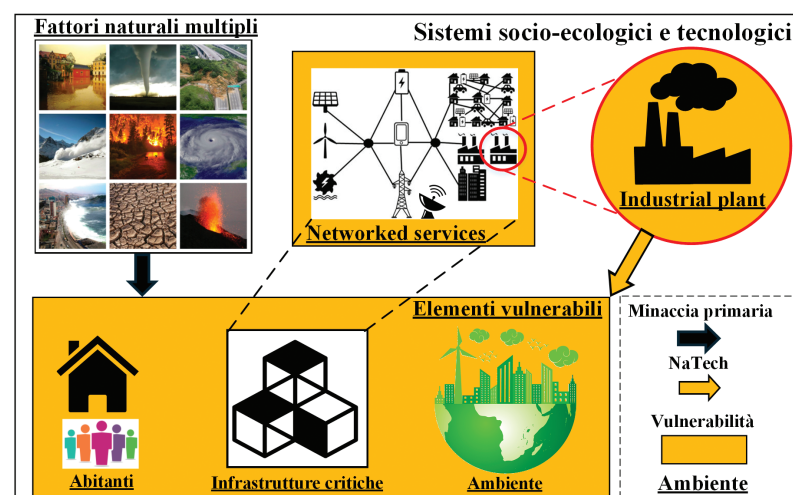 Fattori naturali multipli
Sistemi socio-ecologici e tecnologici
Networked services
Industrial plant
Elementi vulnerabili
Abitanti
Infrastrutture critiche
Ambiente
Minaccia primaria
NaTech
Vulnerabilità
Ambiente